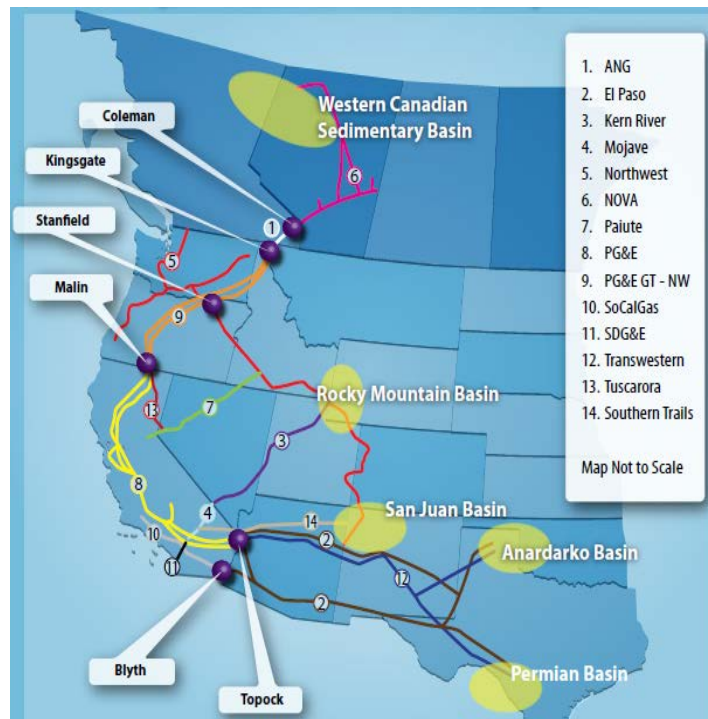 Western Canadian
Sedimentary Basin
Coleman
Kingsgate
Stanfield
Malin
6
1
5
9
Rocky Mountain Basin
13
7
3
8
4
San Juan Basin
14
10
2
Anardarko Basin
11
12
2
Blyth
Permian Basin
Topock
1. ANG
2. El Paso
3. Kern River
4. Mojave
5. Northwest
6. NOVA
7. Paiute
8. PG&E
9. PG&E GT - NW
10. SoCalGas
11. SDG&E
12. Transwestern
13. Tuscarora
14. Southern Trails
Map Not to Scale